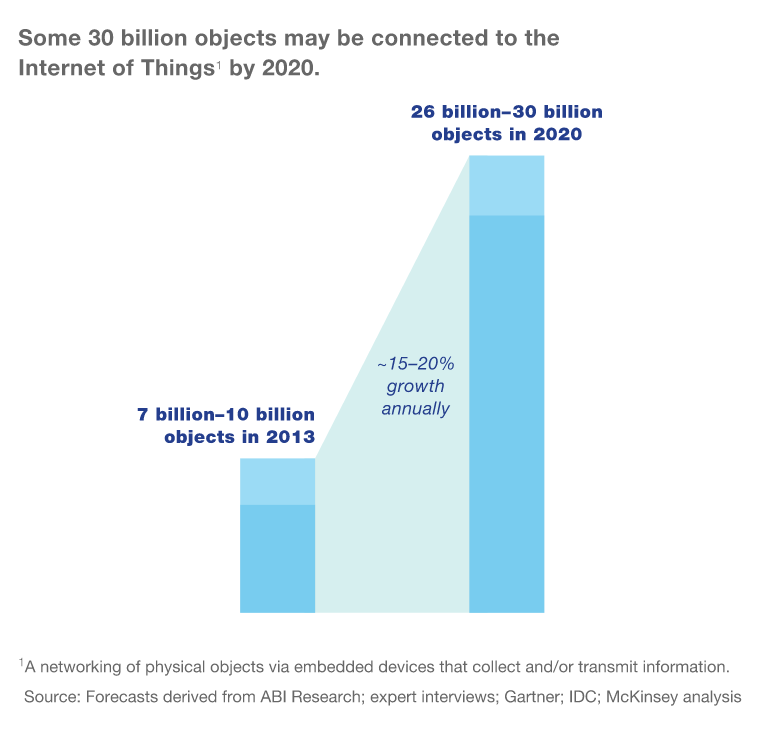 Some 30 billion objects may be connected to the
Internet of Things¹ by 2020.
26 billion–30 billion
objects in 2020
~15–20%
growth
annually
7 billion–10 billion
objects in 2013
¹A networking of physical objects via embedded devices that collect and/or transmit information.
Source: Forecasts derived from ABI Research; expert interviews; Gartner; IDC; McKinsey analysis